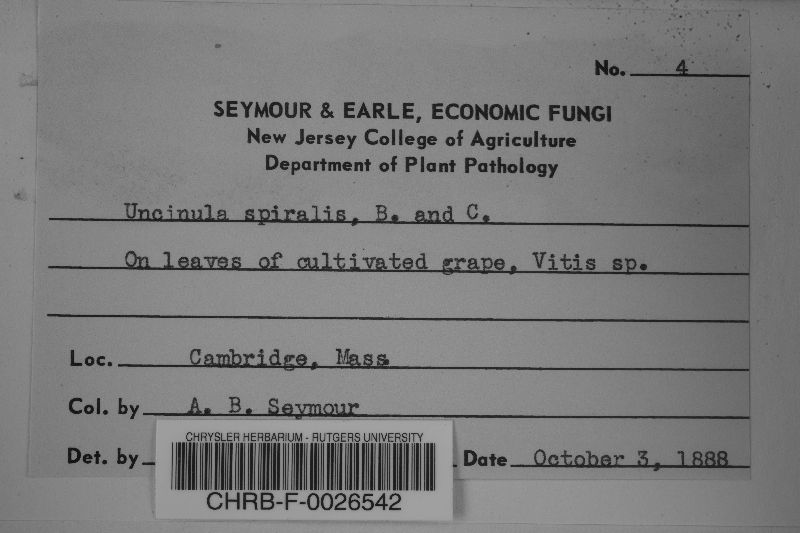 No. 4
SEYMOUR & EARLE, ECONOMIC FUNGI
New Jersey College of Agriculture
Department of Plant Pathology
Uncinula spiralis, B. and C.
On leaves of cultivated grape, Vitis sp.
Loc. Cambridge, Mass
Col. by A. B. Seymour
Det. by Date October 3, 1888
CHRYSLER HERBARIUM - RUTGERS UNIVERSITY
CHRB-F-0026542